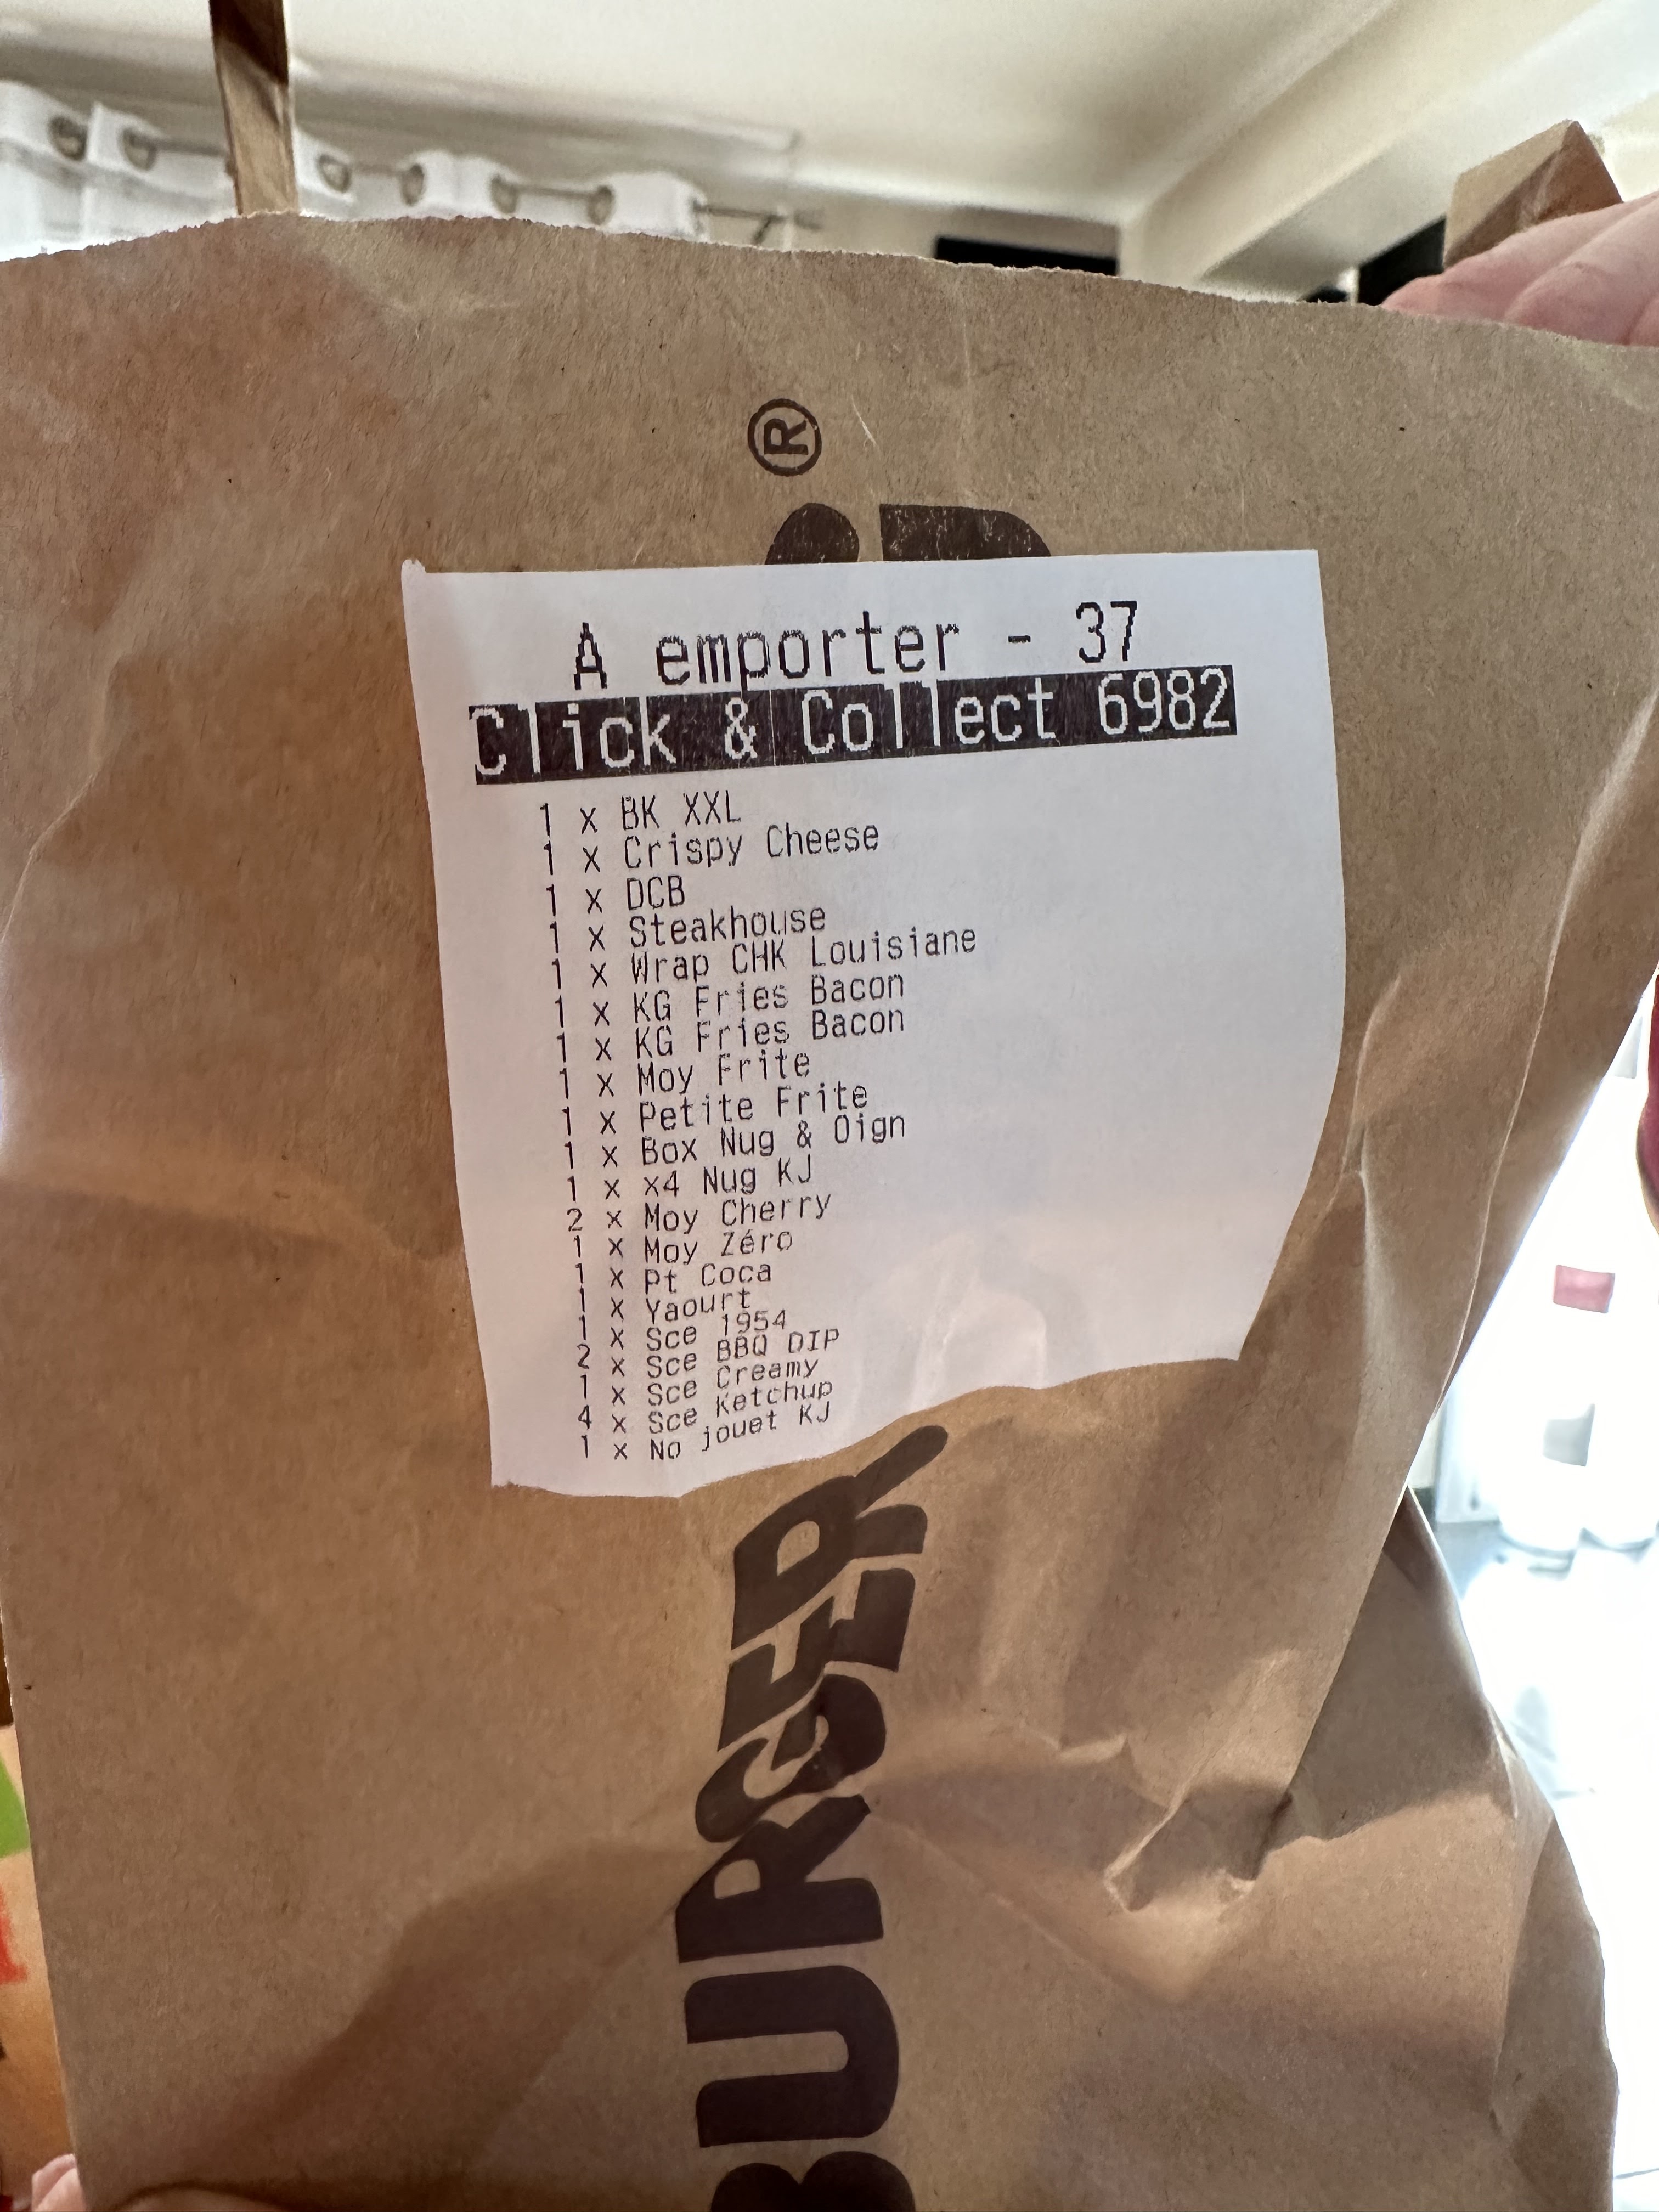 ®
A emporter - 37
Click & Collect 6982
1 x BK XXL
1 x Crispy Cheese
1 x DCB
1 x Steakhouse
1 x Wrap CHK Louisiane
1 x KG Fries Bacon
1 x KG Fries Bacon
1 x Moy Frite
1 x Petite Frite
1 x Box Nug & Oign
1 x x4 Nug KJ
2 x Moy Cherry
1 x Moy Zéro
1 x Pt Coca
1 x Yaourt
1 x Sce 1954
2 x Sce BBQ DIP
1 x Sce Creamy
4 x Sce Ketchup
1 x No jouet KJ
BURGER